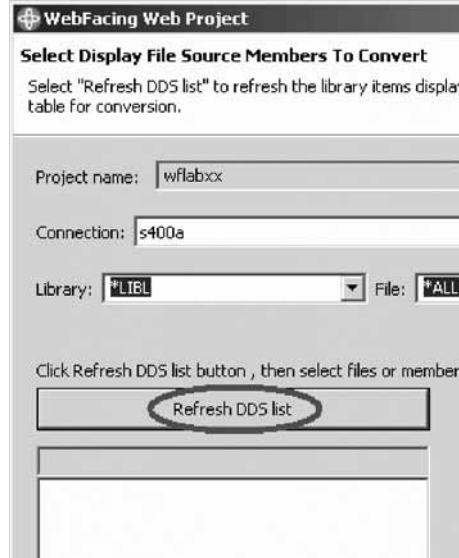 WebFacing Web Project
Select Display File Source Members To Convert
Select "Refresh DDS list" to refresh the library items display
table for conversion.
Project name: wflabxx
Connection: s400a
Library: *LIBL File: *ALL
Click Refresh DDS list button , then select files or member
Refresh DDS list